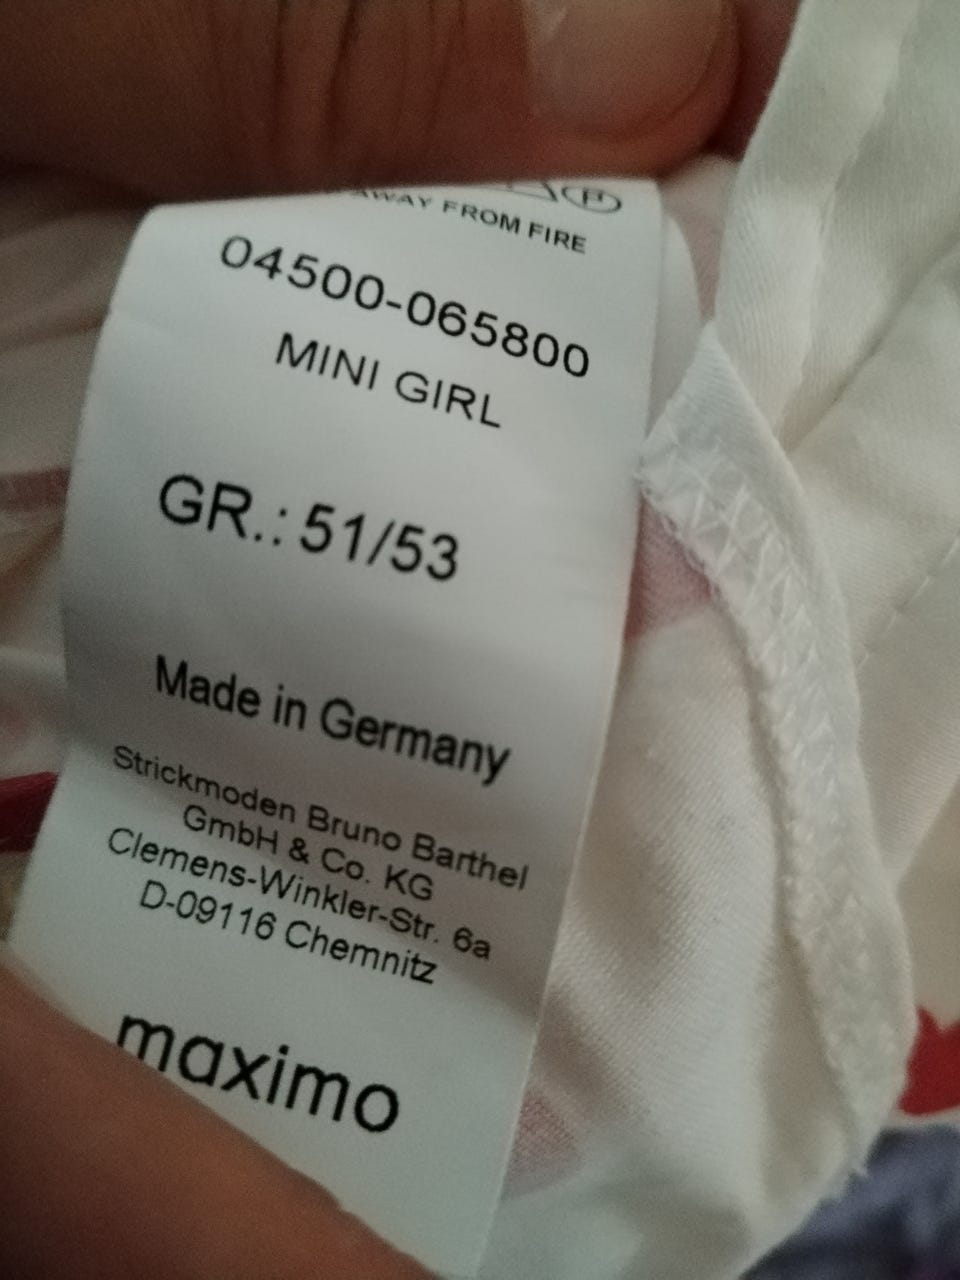 AWAY FROM FIRE
04500-065800
MINI GIRL
GR.: 51/53
Made in Germany
Strickmoden Bruno Barthel
GmbH & Co. KG
Clemens-Winkler-Str. 6a
D-09116 Chemnitz
maximo